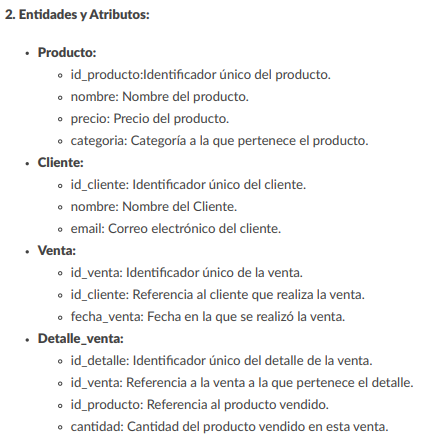 2. Entidades y Atributos:
• Producto:
◦ id_producto:Identificador único del producto.
◦ nombre: Nombre del producto.
◦ precio: Precio del producto.
◦ categoria: Categoría a la que pertenece el producto.
• Cliente:
◦ id_cliente: Identificador único del cliente.
◦ nombre: Nombre del Cliente.
◦ email: Correo electrónico del cliente.
• Venta:
◦ id_venta: Identificador único de la venta.
◦ id_cliente: Referencia al cliente que realiza la venta.
◦ fecha_venta: Fecha en la que se realizó la venta.
• Detalle_venta:
◦ id_detalle: Identificador único del detalle de la venta.
◦ id_venta: Referencia a la venta a la que pertenece el detalle.
◦ id_producto: Referencia al producto vendido.
◦ cantidad: Cantidad del producto vendido en esta venta.